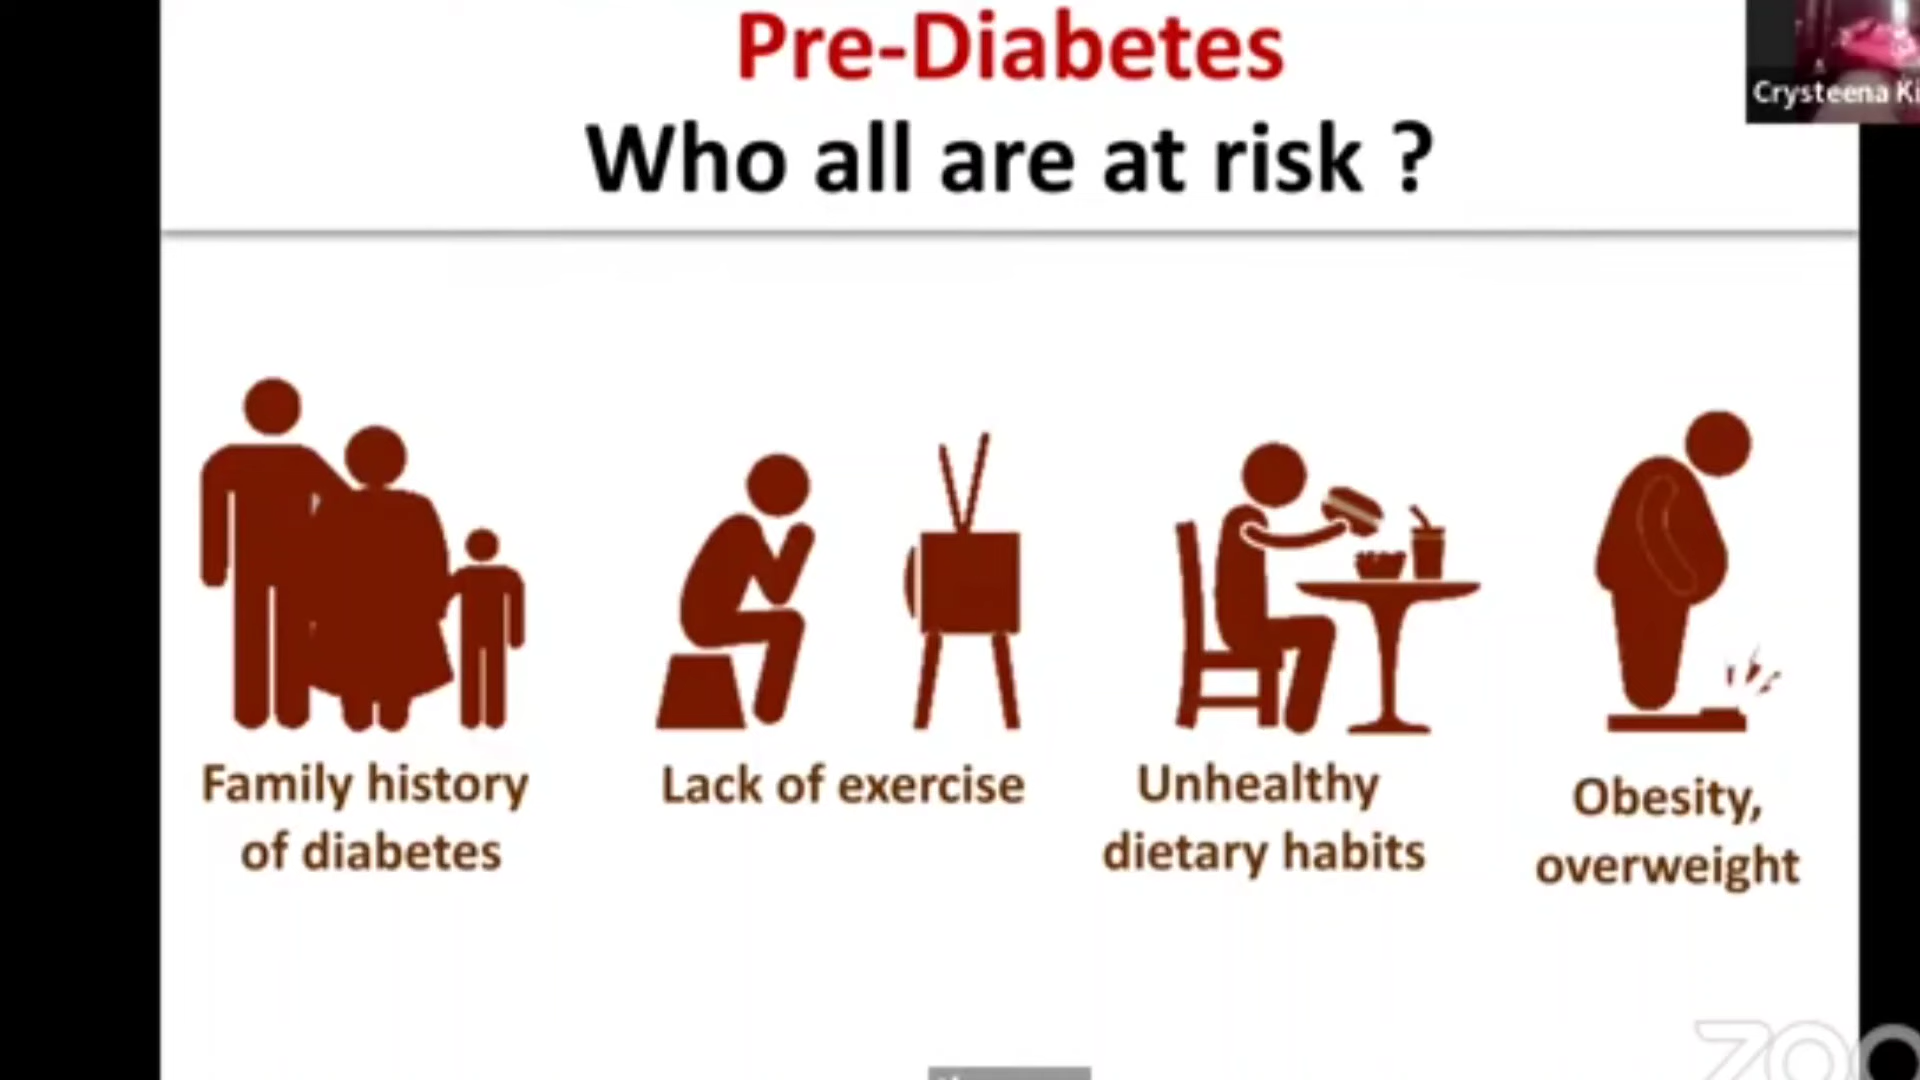 Pre-Diabetes
Who all are at risk ?
Crysteena
Family history
of diabetes
Lack of exercise
Unhealthy
dietary habits
Obesity,
overweight